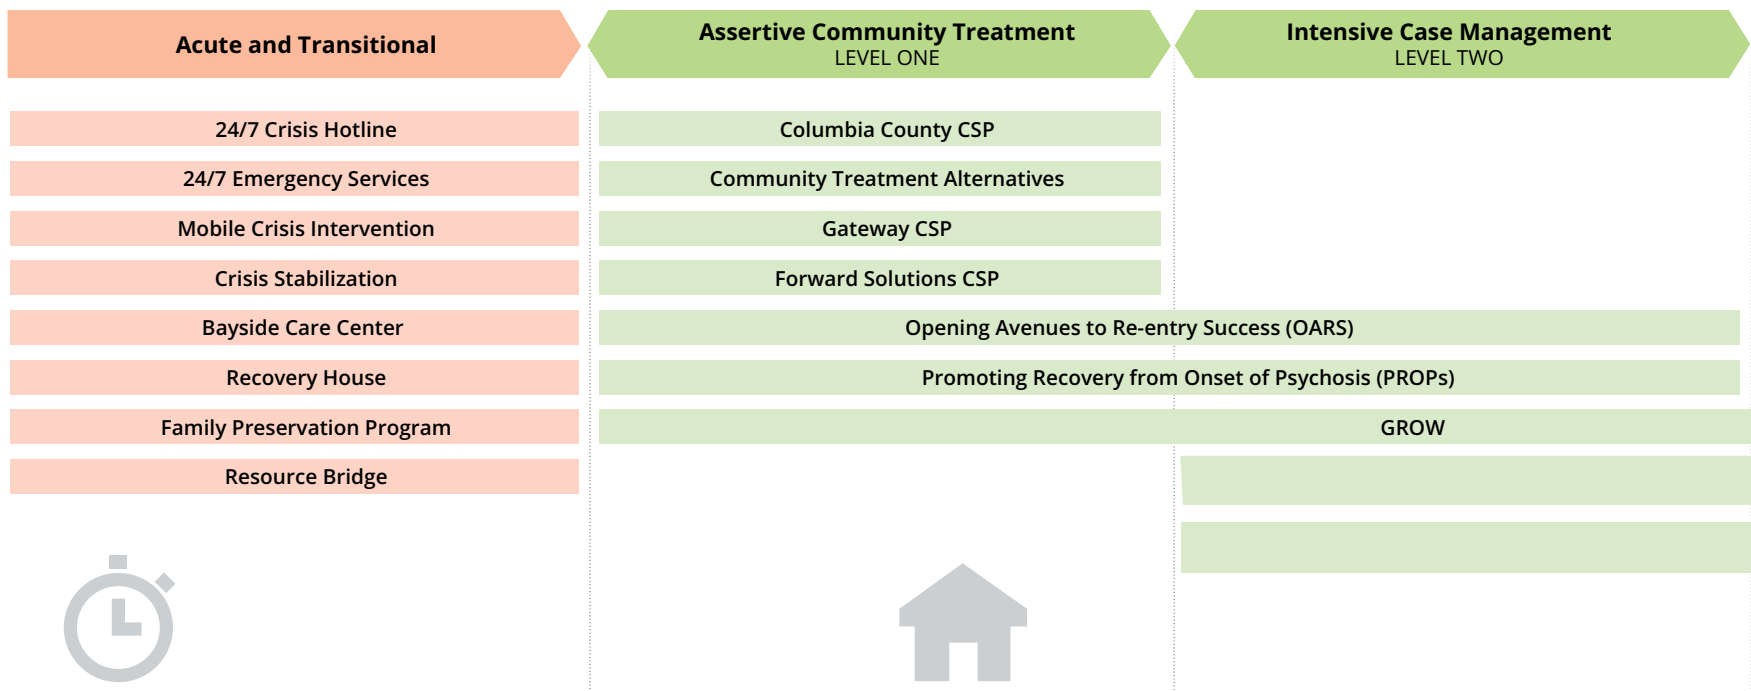 Acute and Transitional
24/7 Crisis Hotline
24/7 Emergency Services
Mobile Crisis Intervention
Crisis Stabilization
Bayside Care Center
Recovery House
Family Preservation Program
Resource Bridge
Assertive Community Treatment
LEVEL ONE
Columbia County CSP
Community Treatment Alternatives
Gateway CSP
Forward Solutions CSP
Opening Avenues to Re-entry Success (OARS)
Promoting Recovery from Onset of Psychosis (PROPs)
GROW
Intensive Case Management
LEVEL TWO